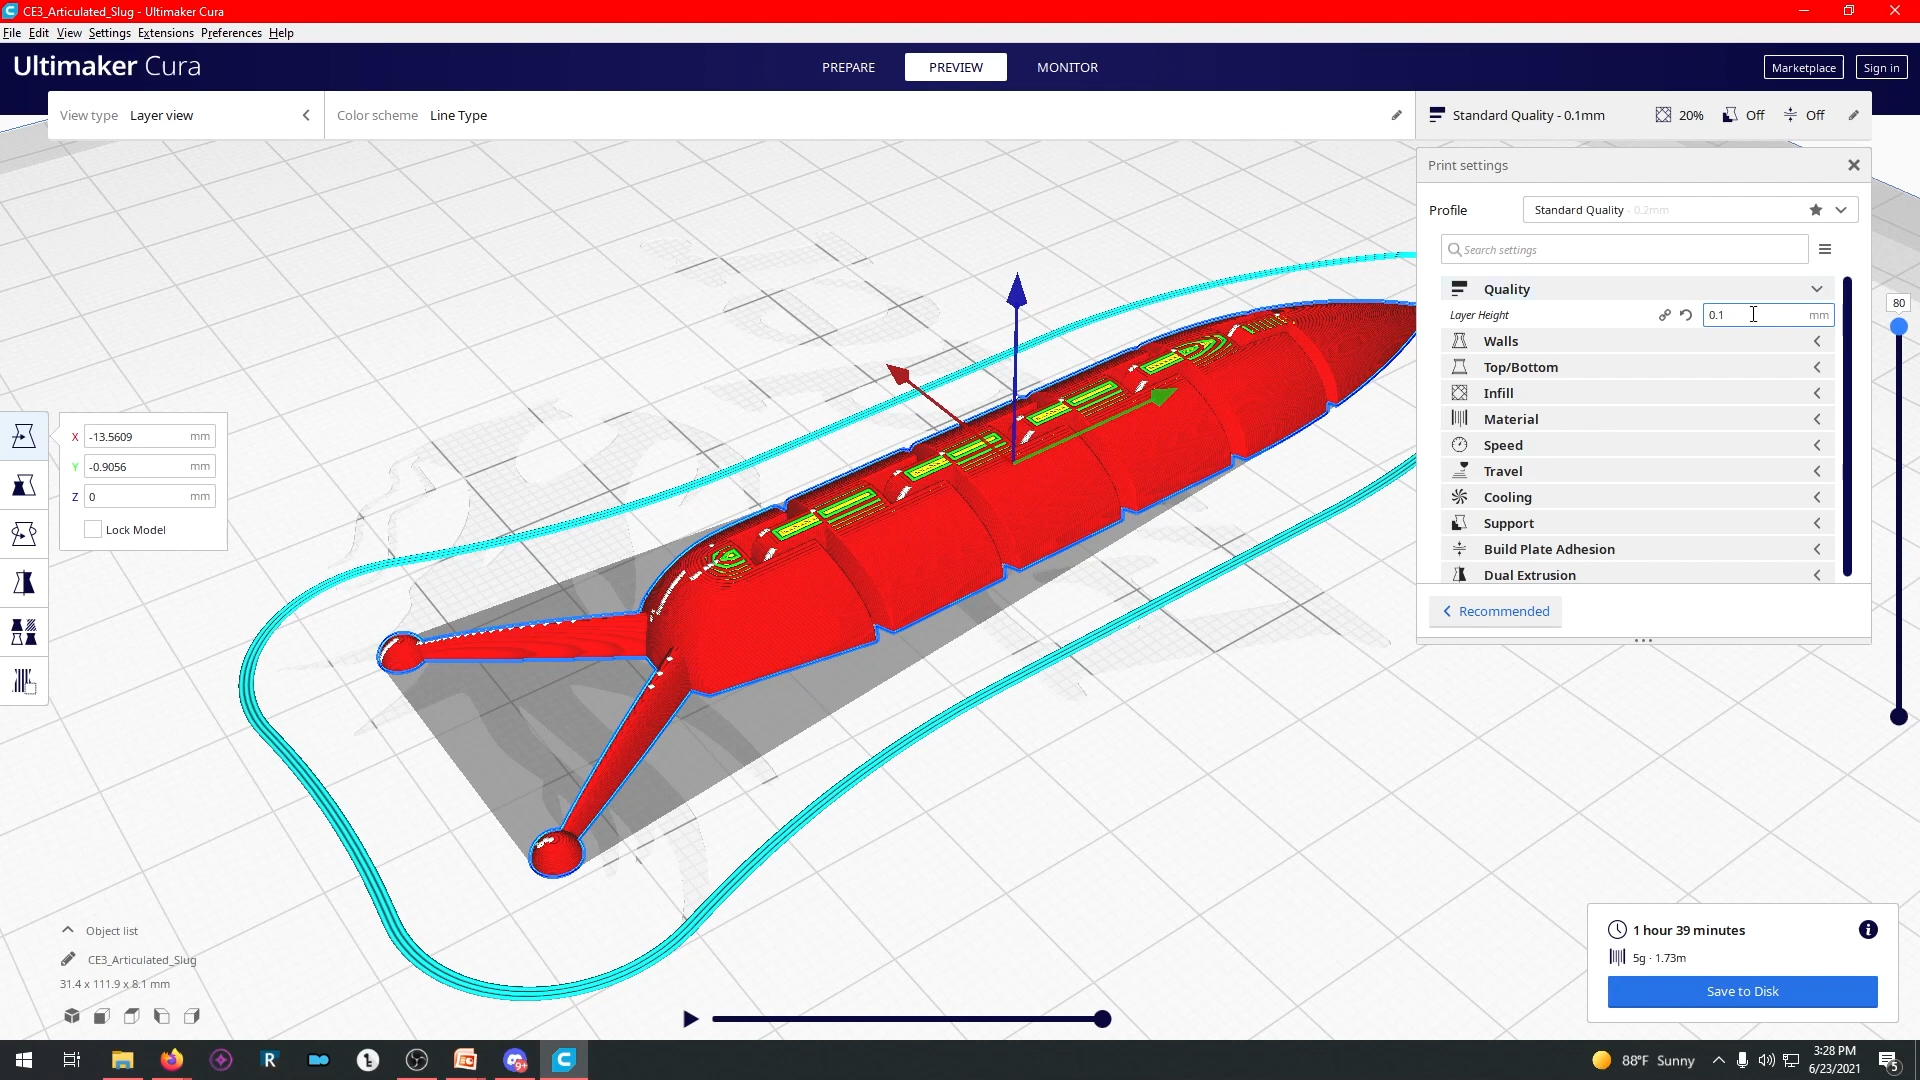 CE3_Articulated_Slug - Ultimaker Cura
File Edit View Settings Extensions Preferences Help
Ultimaker Cura
PREPARE PREVIEW MONITOR
Marketplace Sign in
View type Layer view
Color scheme Line Type
Standard Quality - 0.1mm 20% Off Off
Print settings
Profile Standard Quality - 0.2mm
Search settings
Quality
Layer Height 0.1 mm
Walls
Top/Bottom
Infill
Material
Speed
Travel
Cooling
Support
Build Plate Adhesion
Dual Extrusion
Recommended
80
X -13.5609 mm
Y -0.9056 mm
Z 0 mm
Lock Model
Object list
CE3_Articulated_Slug
31.4 x 111.9 x 8.1 mm
1 hour 39 minutes
5g · 1.73m
Save to Disk
88°F Sunny
3:28 PM
6/23/2021
5